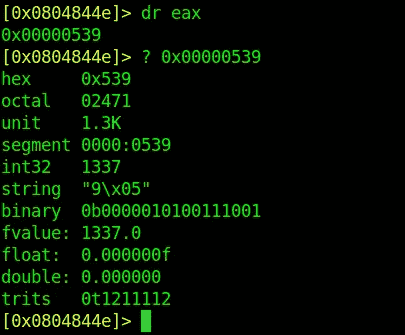 [0x0804844e]> dr eax
0x00000539
[0x0804844e]> ? 0x00000539
hex     0x539
octal   02471
unit    1.3K
segment 0000:0539
int32   1337
string  "9\x05"
binary  0b0000010100111001
fvalue: 1337.0
float:  0.000000f
double: 0.000000
trits   0t1211112
[0x0804844e]>